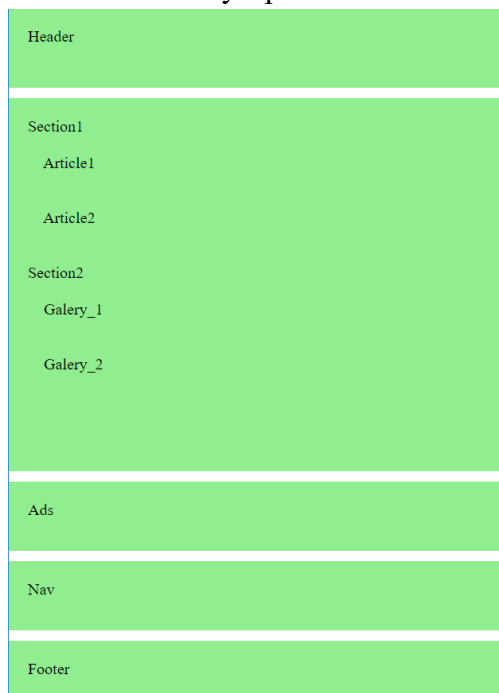 Header
Section1
Article1
Article2
Section2
Galery_1
Galery_2
Ads
Nav
Footer